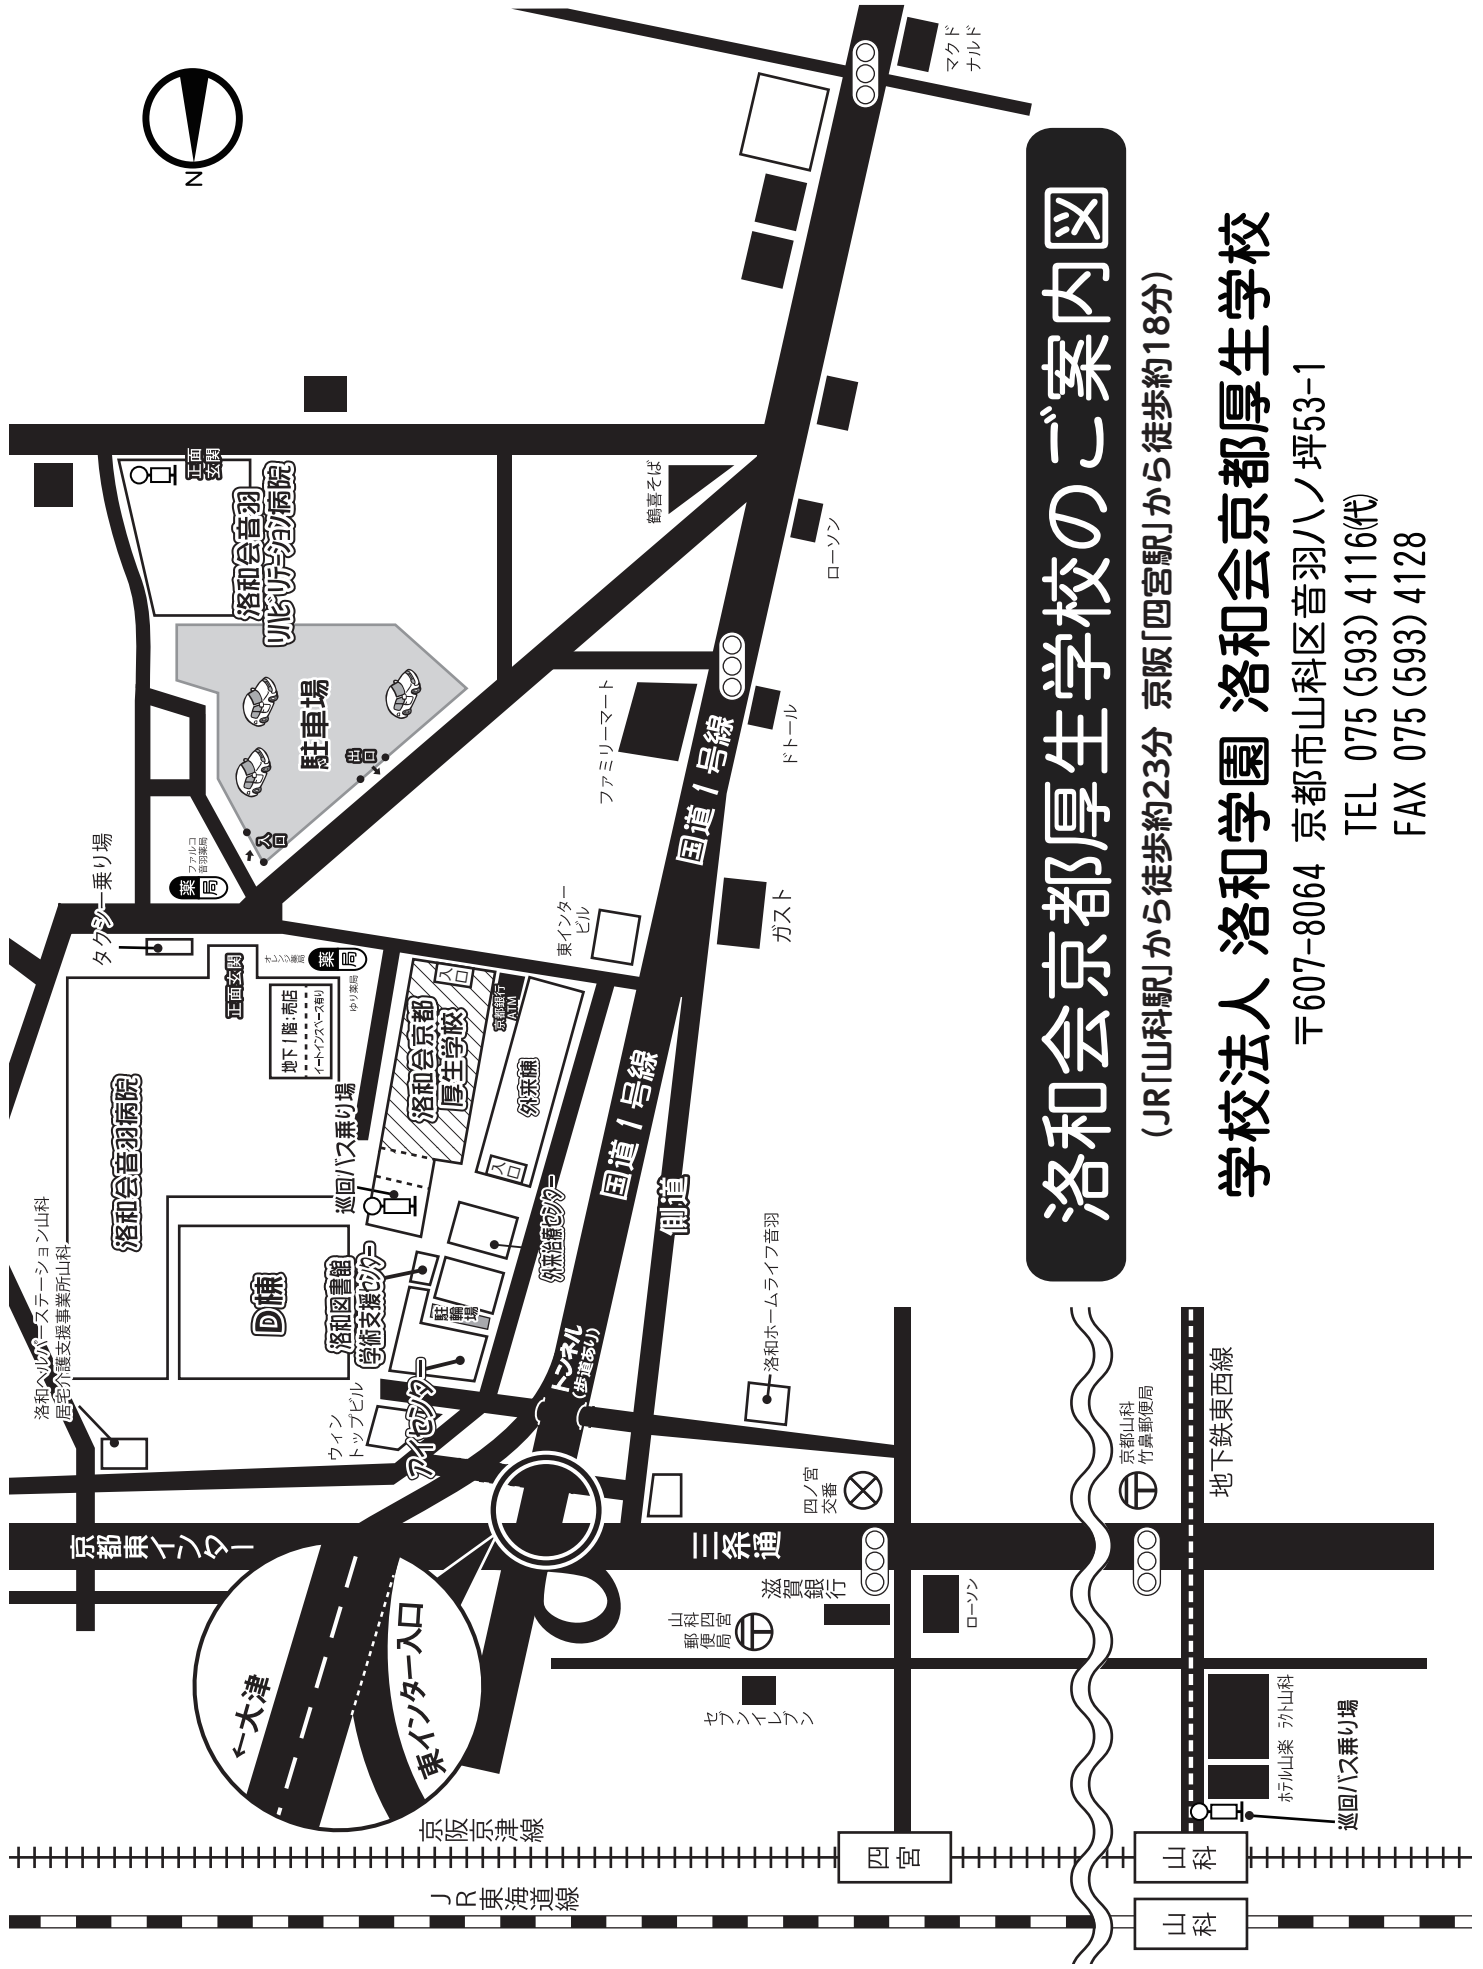 洛和会京都厚生学校のご案内図
(JR「山科駅」から徒歩約23分 京阪「四宮駅」から徒歩約18分)
学校法人 洛和学園 洛和会京都厚生学校
〒607-8064 京都市山科区音羽八ノ坪53-1
TEL 075(593)4116(代)
FAX 075(593)4128
N
マクド
ナルド
正面
玄関
洛和会音羽
リハビリテーション病院
鶴喜そば
ローソン
駐車場
出口
入口
ファミリーマート
国道1号線
ドトール
タクシー乗り場
ファルコ
音羽薬局
薬局
東インター
ビル
ガスト
正面玄関
オレンジ薬局
薬局
ゆり薬局
地下1階:売店
イートインスペース有り
洛和会京都
厚生学校
入口
京都銀行
ATM
外来棟
入口
洛和会音羽病院
巡回バス乗り場
国道1号線
側道
外来治療センター
洛和ヘルパーステーション山科
居宅介護支援事業所山科
D棟
洛和図書館
学術支援センター
駐輪場
アイセンター
トンネル
(歩道あり)
洛和ホームライフ音羽
ウィン
トップビル
四ノ宮
交番
京都山科
竹鼻郵便局
地下鉄東西線
京都東インター
三条通
滋賀銀行
山科四宮
郵便局
ローソン
セブンイレブン
←大津
東インター入口
ホテル山楽
ラクト山科
巡回バス乗り場
京阪京津線
四宮
山科
JR東海道線
山科